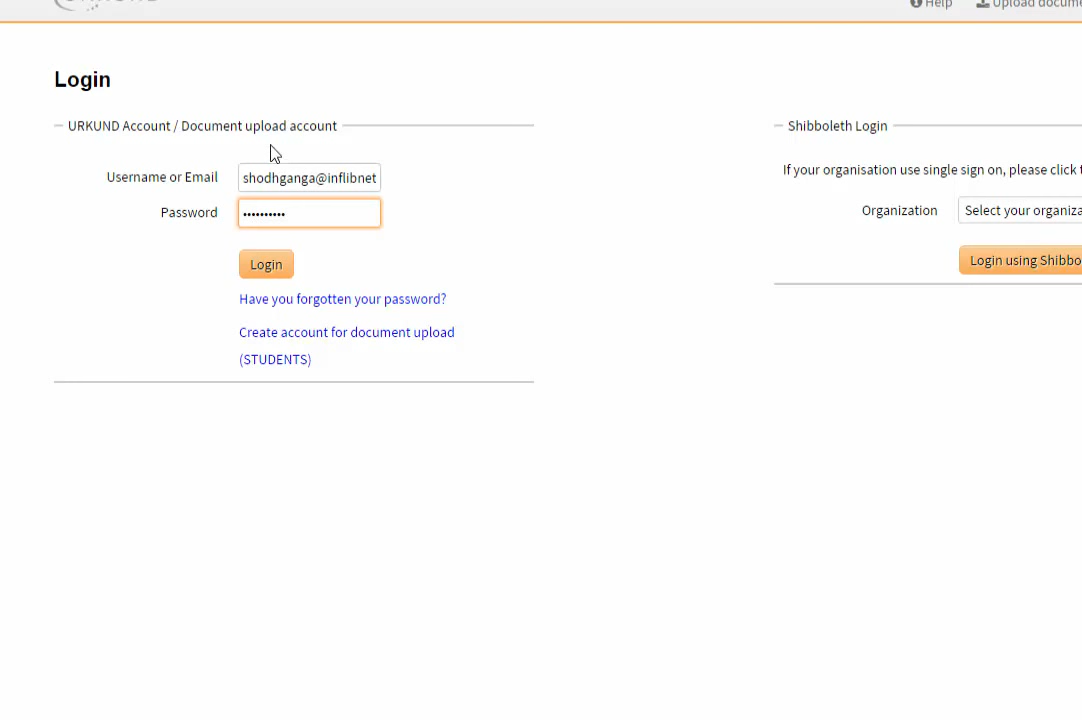 Help
Upload docume
Login
URKUND Account / Document upload account
Username or Email
shodhganga@inflibnet
Password
••••••••••
Login
Have you forgotten your password?
Create account for document upload
(STUDENTS)
Shibboleth Login
If your organisation use single sign on, please click t
Organization
Select your organiza
Login using Shibbo